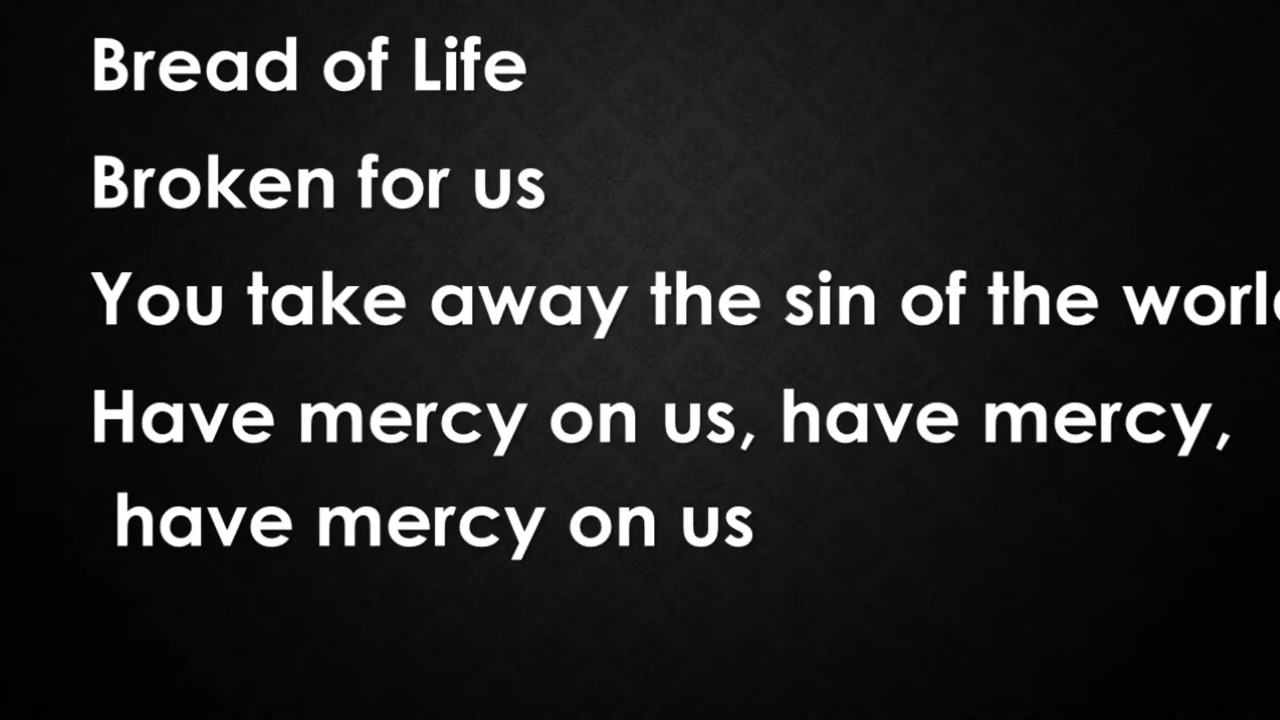 Bread of Life
Broken for us
You take away the sin of the world
Have mercy on us, have mercy,
have mercy on us